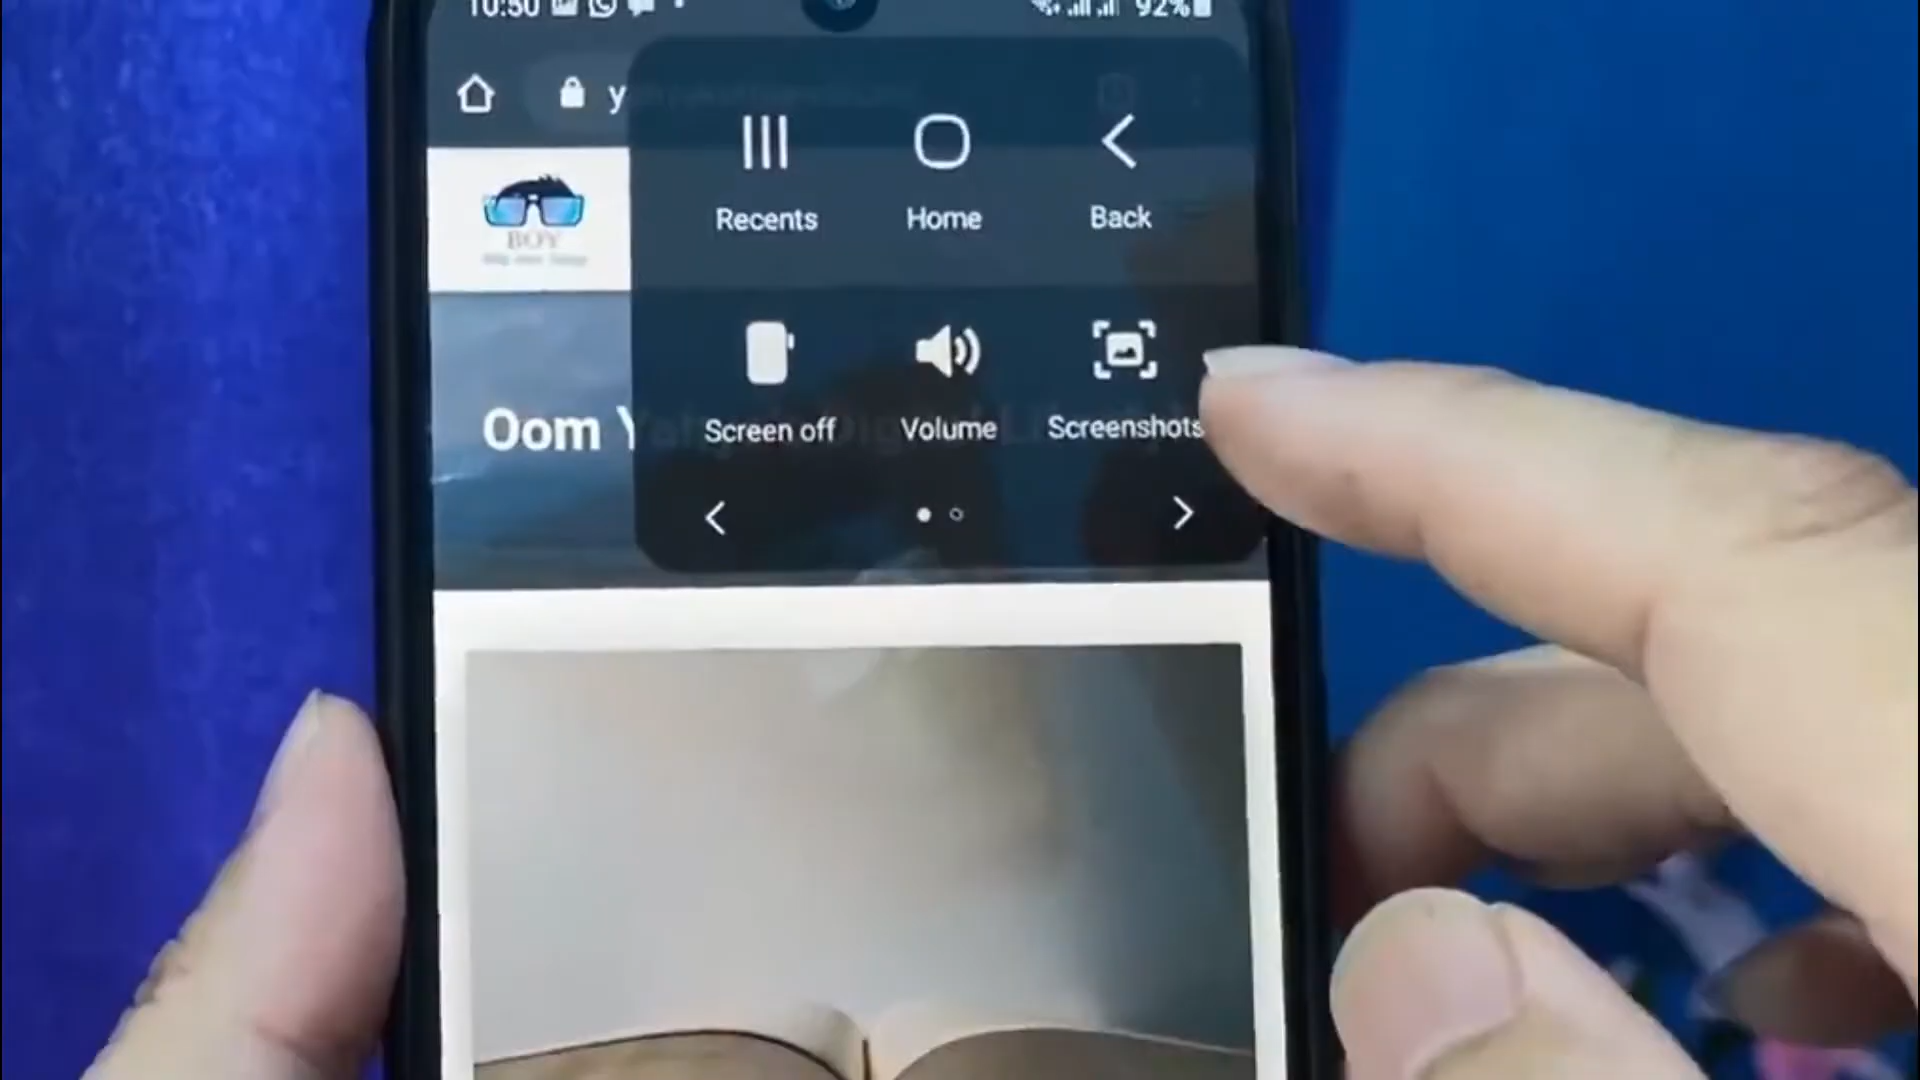 10:50 92%
y
Recents Home Back
BOY
Oom Y
Screen off Volume Screenshots